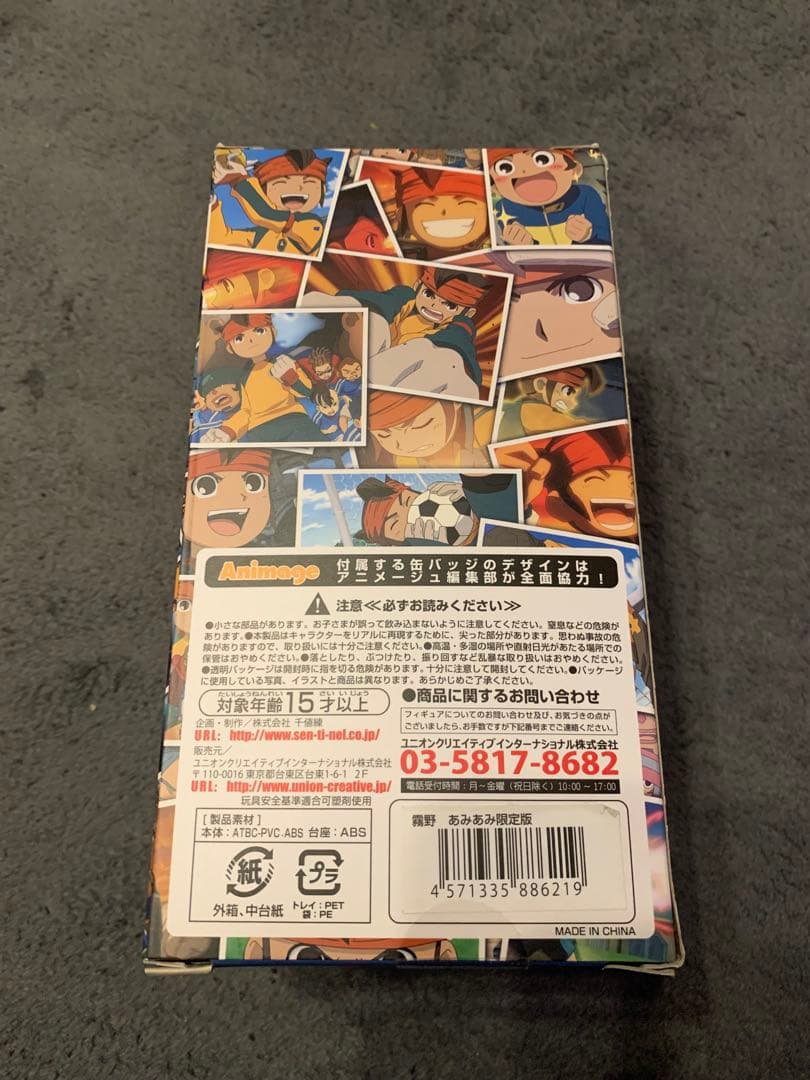 Animage
付属する缶バッジのデザインは
アニメージュ編集部が全面協力!
注意≪必ずお読みください≫
●小さな部品があります。お子さまが誤って飲み込まないように注意してください。窒息などの危険が
あります。●本製品はキャラクターをリアルに再現するために、尖った部分があります。思わぬ事故の危
険がありますので、取り扱いには十分ご注意ください。●高温・多湿の場所や直射日光があたる場所での
保管はおやめください。●落としたり、ぶつけたり、振り回すなど乱暴な取り扱いはおやめください。
●透明パッケージは開封時に指を切る危険があります。十分に注意して開封してください。●パッケージ
に使用している写真、イラストと商品は異なります。あらかじめご了承ください。
たいしょうねんれい さい いじょう
対象年齢15才以上
企画・制作/株式会社 千値練
URL: http://www.sen-ti-nel.co.jp/
販売元/
ユニオンクリエイティブインターナショナル株式会社
〒110-0016 東京都台東区台東1-6-1 2F
URL: http://www.union-creative.jp/
玩具安全基準適合可塑剤使用
●商品に関するお問い合わせ
フィギュアについてのお問い合わせ及び、お気づきの点が
ございましたら、お手数ですが下記番号までご連絡ください。
ユニオンクリエイティブインターナショナル株式会社
03-5817-8682
電話受付時間:月~金曜(祝日除く)10:00~17:00
[製品素材]
本体:ATBC-PVC、ABS 台座:ABS
紙
外箱、中台紙
プラ
トレイ:PET
袋:PE
霧野 あみあみ限定版
4 571335 886219
MADE IN CHINA